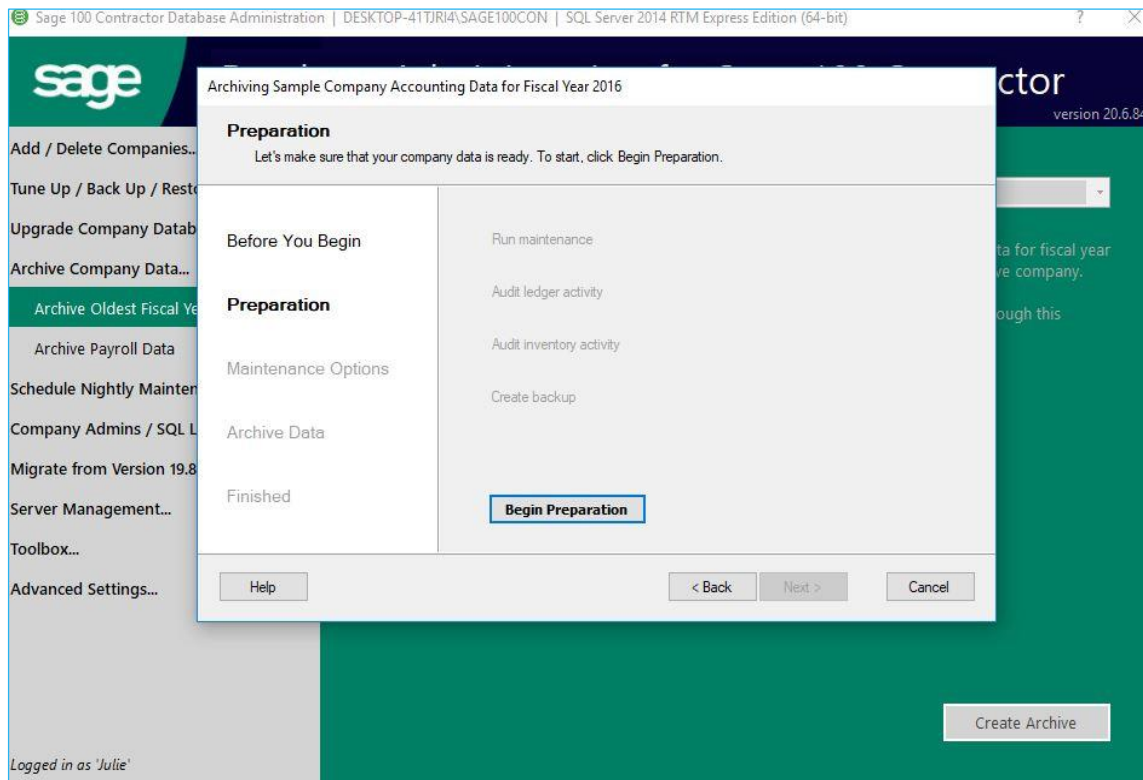 Sage 100 Contractor Database Administration | DESKTOP-41TJRI4\SAGE100CON | SQL Server 2014 RTM Express Edition (64-bit) ?
sage
ctor
version 20.6.84
Archiving Sample Company Accounting Data for Fiscal Year 2016
Preparation
Let's make sure that your company data is ready. To start, click Begin Preparation.
Add / Delete Companies...
Tune Up / Back Up / Resto
Upgrade Company Datab
Archive Company Data...
Archive Oldest Fiscal Ye
Archive Payroll Data
Schedule Nightly Mainten
Company Admins / SQL L
Migrate from Version 19.8
Server Management...
Toolbox...
Advanced Settings...
Before You Begin
Preparation
Maintenance Options
Archive Data
Finished
Run maintenance
Audit ledger activity
Audit inventory activity
Create backup
Begin Preparation
Help
< Back
Next >
Cancel
ta for fiscal year
ve company.
ough this
Create Archive
Logged in as 'Julie'